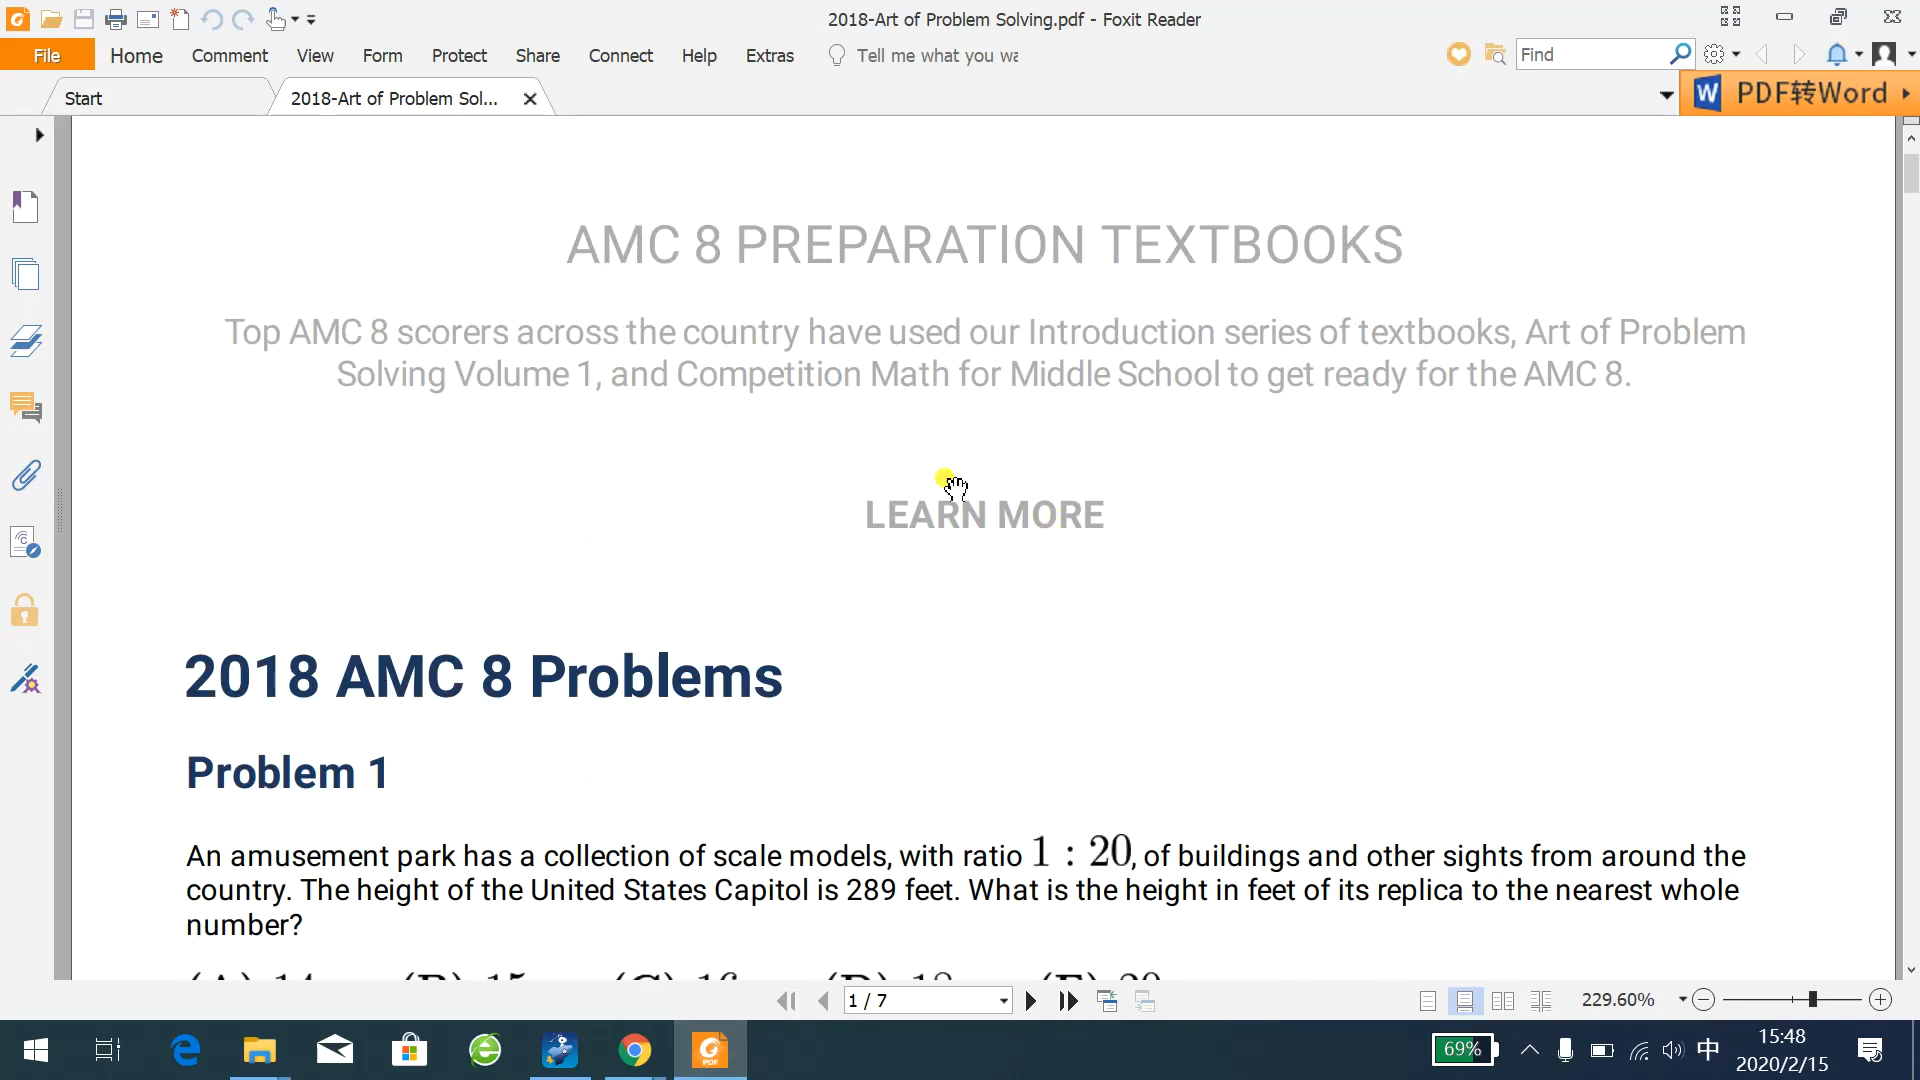 2018-Art of Problem Solving.pdf - Foxit Reader
File Home Comment View Form Protect Share Connect Help Extras Tell me what you wa Find
Start 2018-Art of Problem Sol... PDF转Word
AMC 8 PREPARATION TEXTBOOKS
Top AMC 8 scorers across the country have used our Introduction series of textbooks, Art of Problem
Solving Volume 1, and Competition Math for Middle School to get ready for the AMC 8.
LEARN MORE
2018 AMC 8 Problems
Problem 1
An amusement park has a collection of scale models, with ratio 1 : 20, of buildings and other sights from around the
country. The height of the United States Capitol is 289 feet. What is the height in feet of its replica to the nearest whole
number?
(A) 14 (B) 15 (C) 16 (D) 18 (E) 20
1 / 7 229.60%
69% 中 15:48
2020/2/15